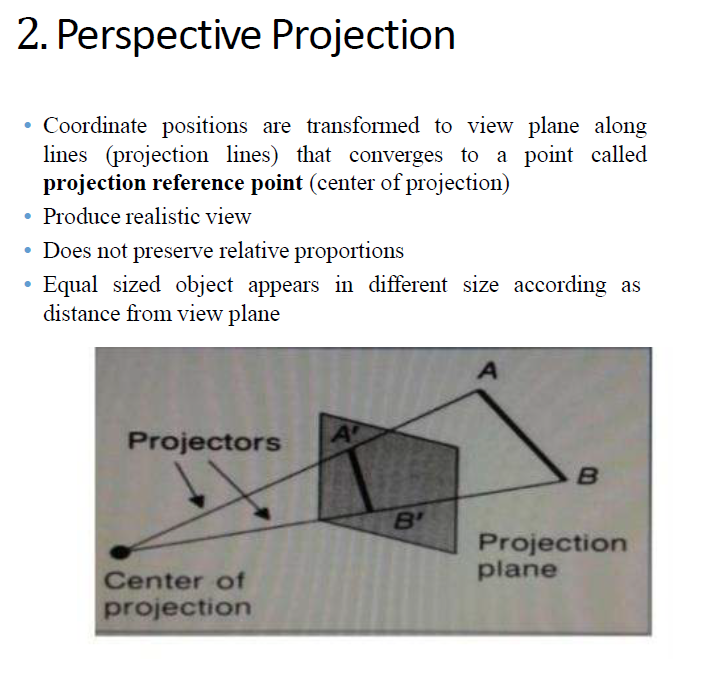 2. Perspective Projection
• Coordinate positions are transformed to view plane along
lines (projection lines) that converges to a point called
projection reference point (center of projection)
• Produce realistic view
• Does not preserve relative proportions
• Equal sized object appears in different size according as
distance from view plane
A
Projectors
A'
B
B'
Projection
plane
Center of
projection